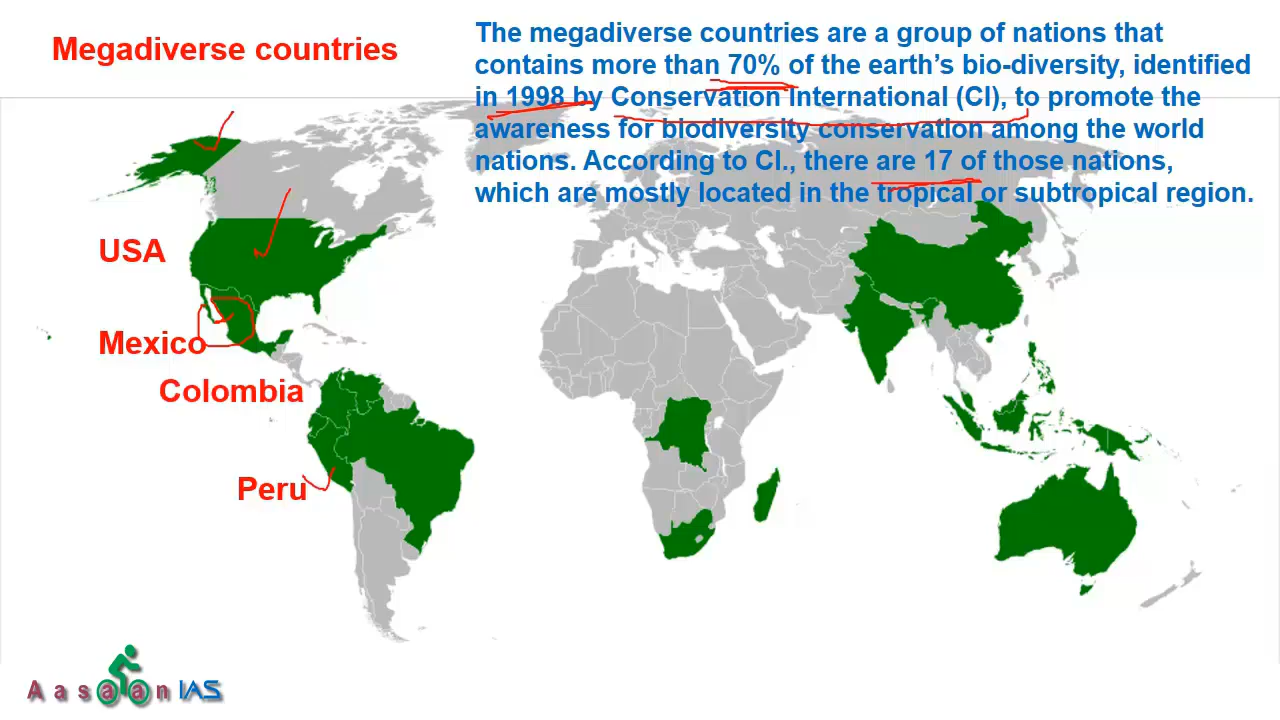 Megadiverse countries
The megadiverse countries are a group of nations that
contains more than 70% of the earth's bio-diversity, identified
in 1998 by Conservation International (CI), to promote the
awareness for biodiversity conservation among the world
nations. According to CI., there are 17 of those nations,
which are mostly located in the tropical or subtropical region.
USA
Mexico
Colombia
Peru
Aasaan IAS